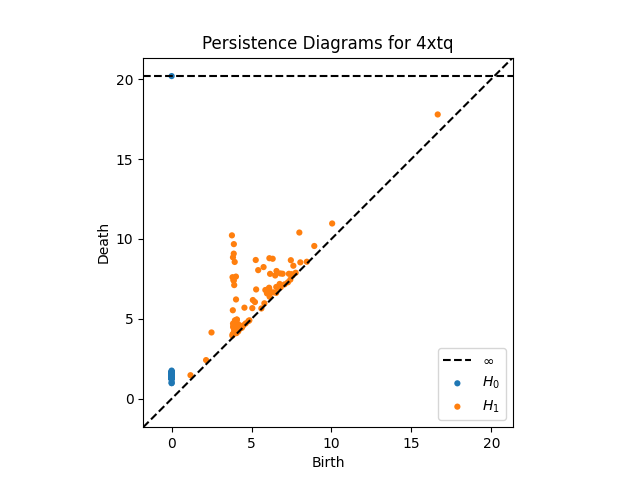 Persistence Diagrams for 4xtq
Death
20
15
10
5
0
0 5 10 15 20
Birth
∞
H₀
H₁